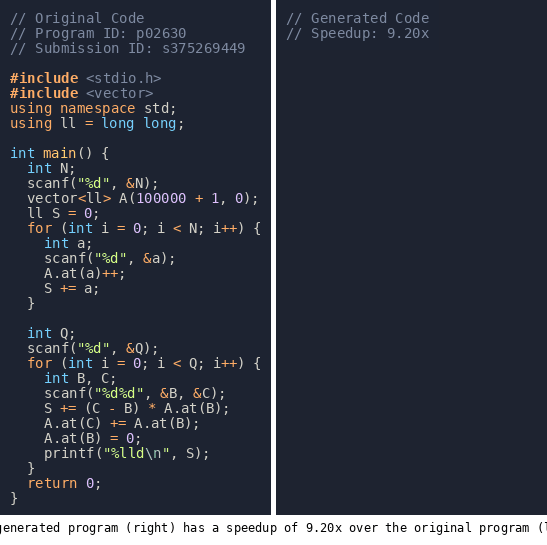 // Original Code
// Program ID: p02630
// Submission ID: s375269449
#include <stdio.h>
#include <vector>
using namespace std;
using ll = long long;
int main() {
  int N;
  scanf("%d", &N);
  vector<ll> A(100000 + 1, 0);
  ll S = 0;
  for (int i = 0; i < N; i++) {
    int a;
    scanf("%d", &a);
    A.at(a)++;
    S += a;
  }
  int Q;
  scanf("%d", &Q);
  for (int i = 0; i < Q; i++) {
    int B, C;
    scanf("%d%d", &B, &C);
    S += (C - B) * A.at(B);
    A.at(C) += A.at(B);
    A.at(B) = 0;
    printf("%lld\n", S);
  }
  return 0;
}
// Generated Code
// Speedup: 9.20x
generated program (right) has a speedup of 9.20x over the original program (l